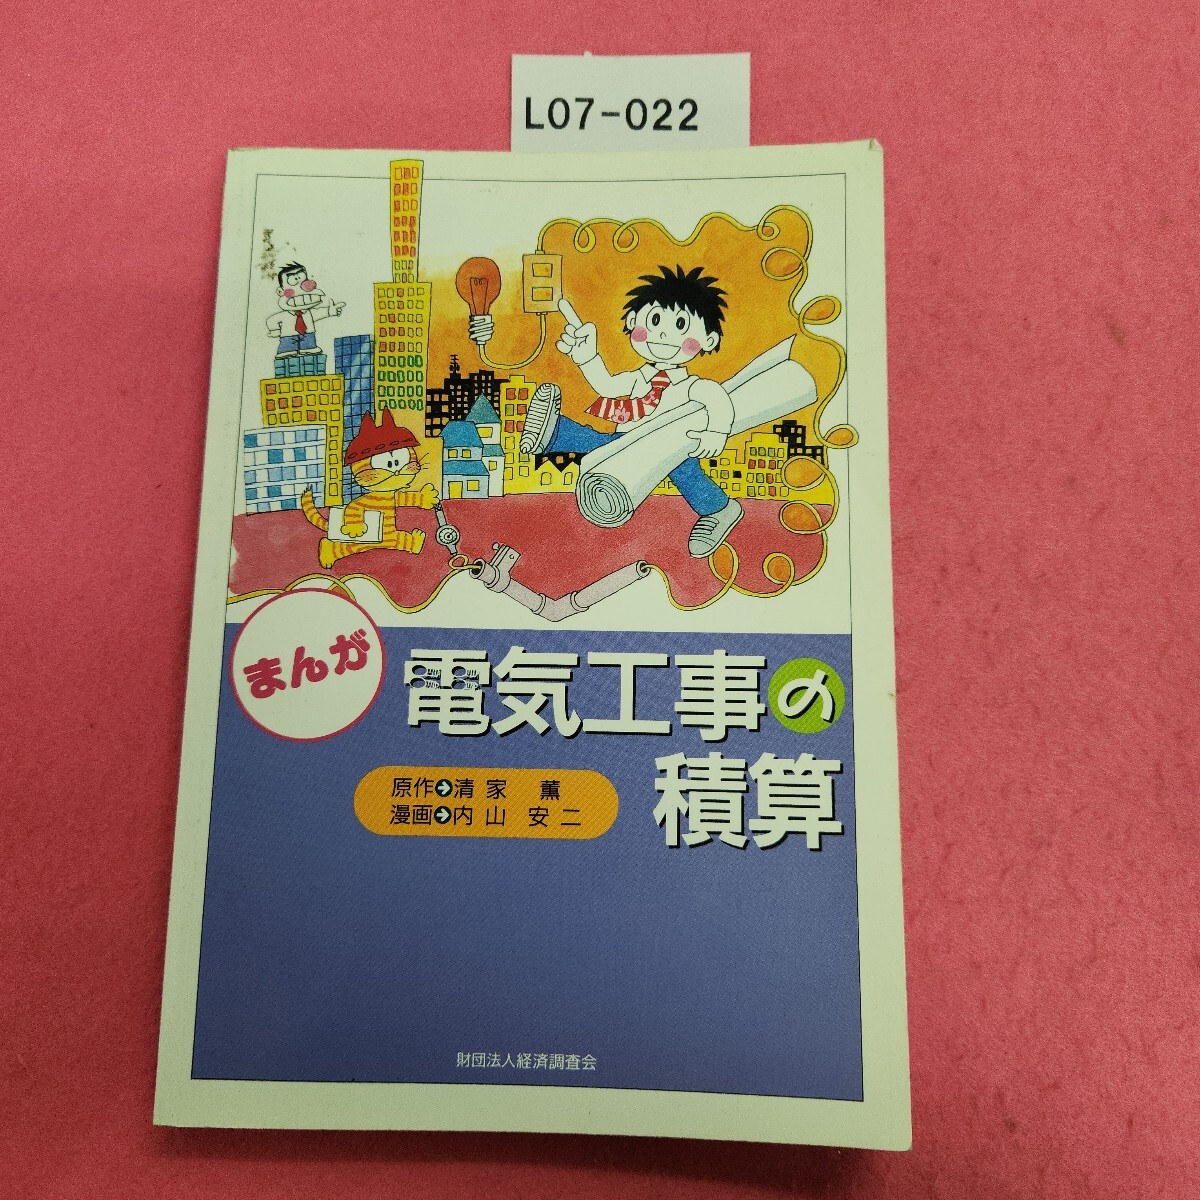 L07-022
まんが
電気工事の
積算
原作➔清家 薫
漫画➔内山 安二
財団法人経済調査会